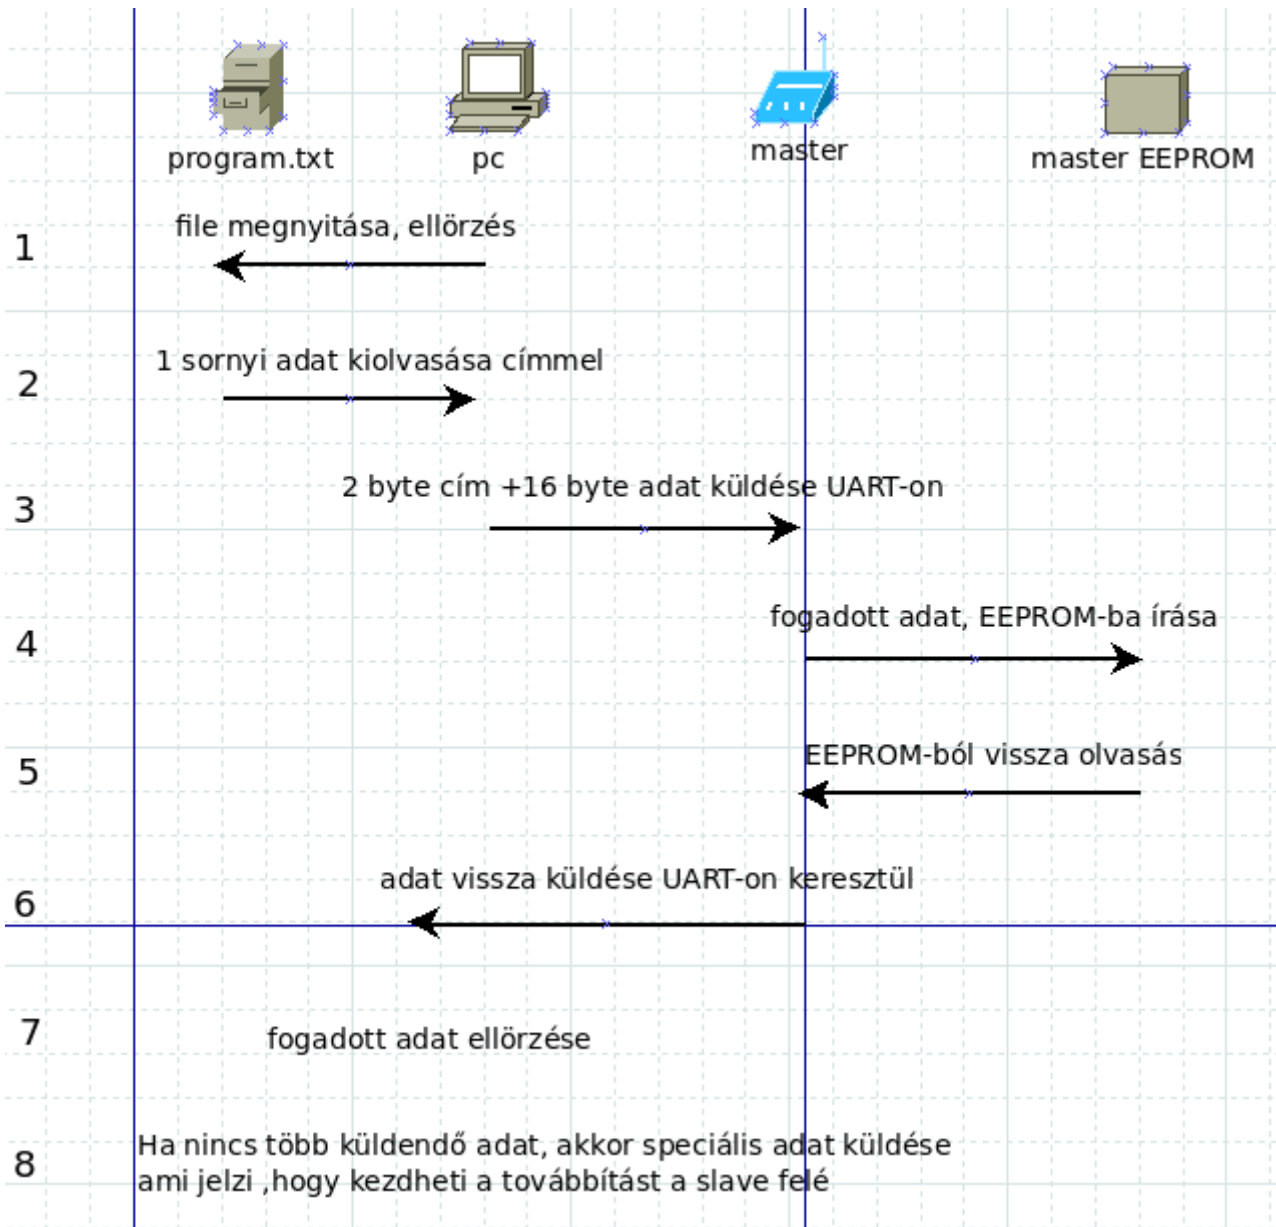 program.txt
pc
master
master EEPROM
1
file megnyitása, ellörzés
2
1 sornyi adat kiolvasása címmel
3
2 byte cím +16 byte adat küldése UART-on
4
fogadott adat, EEPROM-ba írása
5
EEPROM-ból vissza olvasás
6
adat vissza küldése UART-on keresztül
7
fogadott adat ellörzése
8
Ha nincs több küldendő adat, akkor speciális adat küldése
ami jelzi ,hogy kezdheti a továbbítást a slave felé